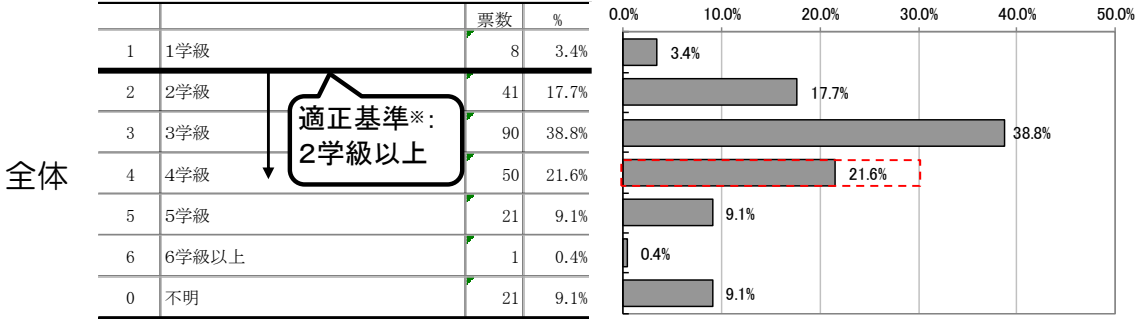 票数 %
1 1学級 8 3.4%
2 2学級 41 17.7%
3 3学級 90 38.8%
4 4学級 50 21.6%
5 5学級 21 9.1%
6 6学級以上 1 0.4%
0 不明 21 9.1%
適正基準※:
2学級以上
全体
0.0% 10.0% 20.0% 30.0% 40.0% 50.0%
3.4%
17.7%
38.8%
21.6%
9.1%
0.4%
9.1%